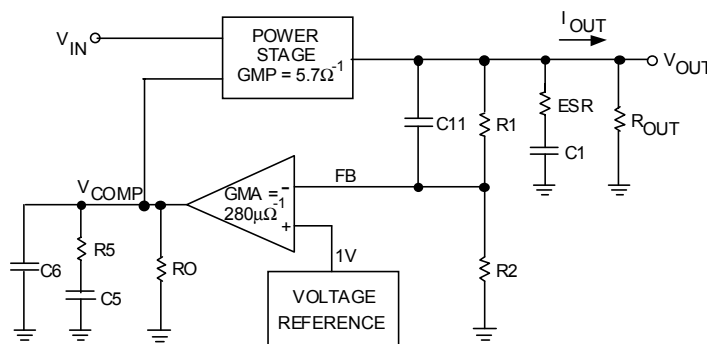 I_OUT
V_IN
POWER
STAGE
GMP = 5.7Ω⁻¹
V_OUT
C11
R1
ESR
C1
R_OUT
V_COMP
GMA =
280µΩ⁻¹
-
+
FB
1V
C6
R5
C5
RO
R2
VOLTAGE
REFERENCE